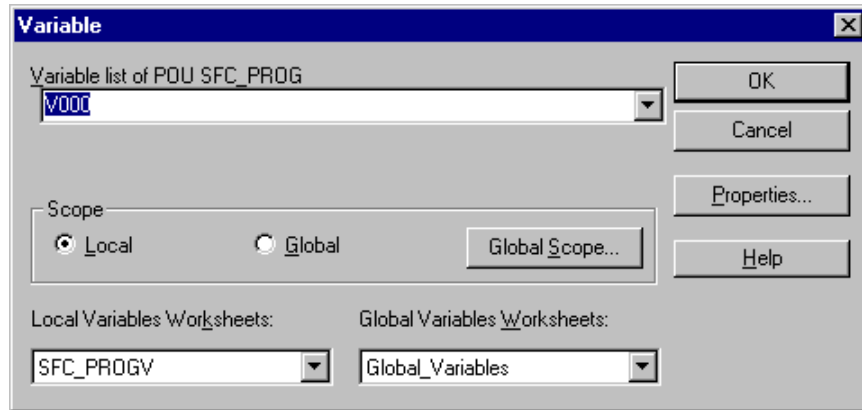 Variable
Variable list of POU SFC_PROG
V000
OK
Cancel
Properties...
Scope
Local
Global
Global Scope...
Help
Local Variables Worksheets:
Global Variables Worksheets:
SFC_PROGV
Global_Variables